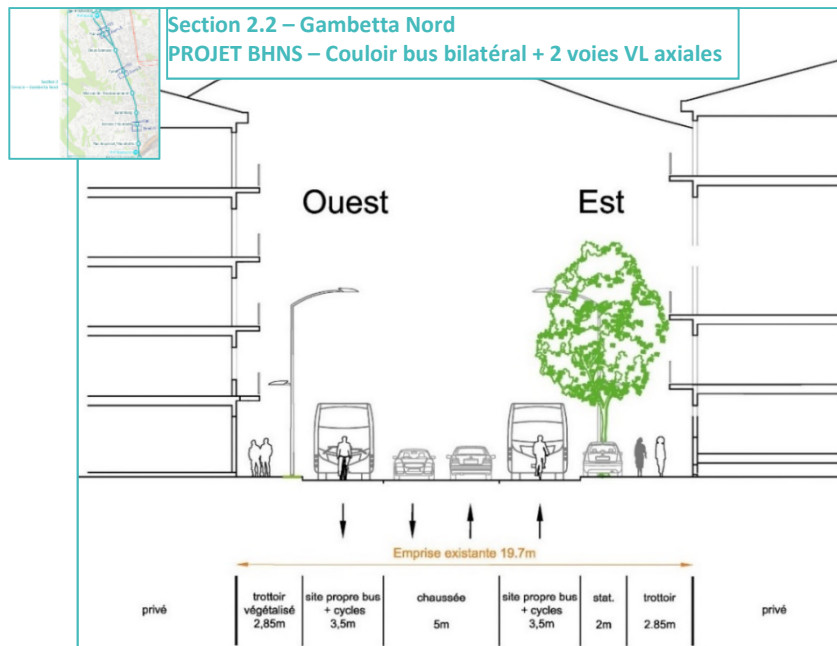 Section 2.2 – Gambetta Nord
PROJET BHNS – Couloir bus bilatéral + 2 voies VL axiales
Ouest
Est
Emprise existante 19.7m
privé
trottoir
végétalisé
2,85m
site propre bus
+ cycles
3,5m
chaussée
5m
site propre bus
+ cycles
3,5m
stat.
2m
trottoir
2.85m
privé